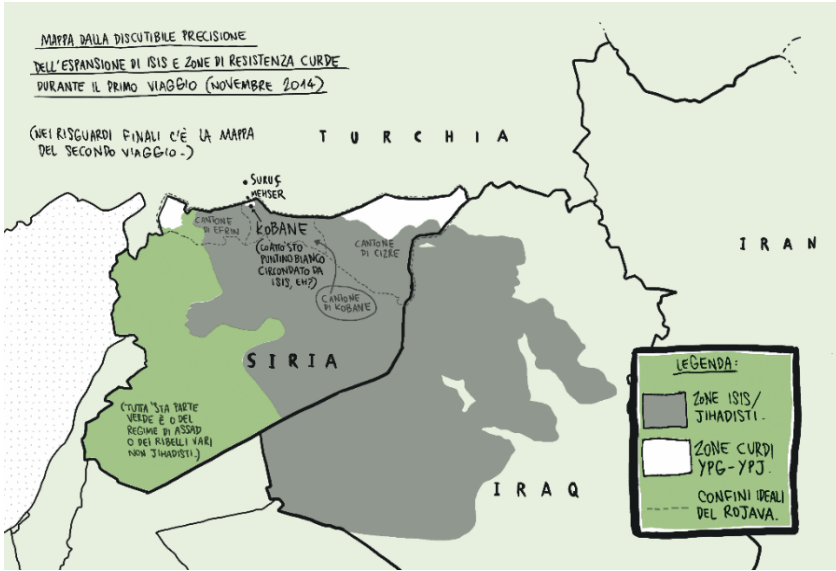 MAPPA DALLA DISCUTIBILE PRECISIONE
DELL'ESPANSIONE DI ISIS E ZONE DI RESISTENZA CURDE
DURANTE IL PRIMO VIAGGIO (NOVEMBRE 2014)
(NEI RISGUARDI FINALI C'È LA MAPPA
DEL SECONDO VIAGGIO.)
TURCHIA
SURUÇ
MEHSER
CANTONE
DI EFRIN
KOBANE
(COATTO 'STO
PUNTINO BIANCO
CIRCONDATO DA
ISIS, EH?)
CANTONE
DI CIZRE
CANTONE
DI KOBANE
IRAN
SIRIA
(TUTTA 'STA PARTE
VERDE È O DEL
REGIME DI ASSAD
O DEI RIBELLI VARI
NON JIHADISTI.)
IRAQ
LEGENDA:
ZONE ISIS/
JIHADISTI.
ZONE CURDI
YPG-YPJ.
CONFINI IDEALI
DEL ROJAVA.